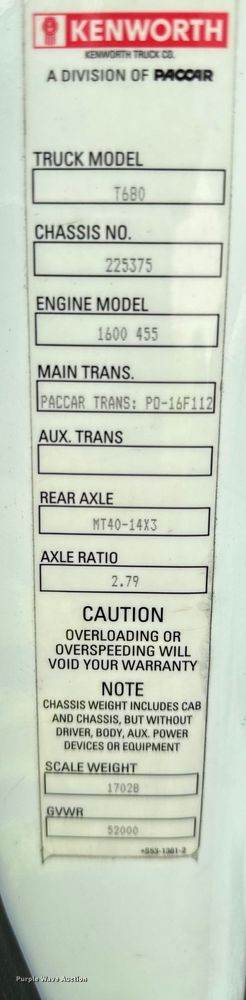 KENWORTH
KENWORTH TRUCK CO.
A DIVISION OF PACCAR
TRUCK MODEL
T680
CHASSIS NO.
225375
ENGINE MODEL
1600 455
MAIN TRANS.
PACCAR TRANS: PO-16F112
AUX. TRANS
REAR AXLE
MT40-14X3
AXLE RATIO
2.79
CAUTION
OVERLOADING OR
OVERSPEEDING WILL
VOID YOUR WARRANTY
NOTE
CHASSIS WEIGHT INCLUDES CAB
AND CHASSIS, BUT WITHOUT
DRIVER, BODY, AUX. POWER
DEVICES OR EQUIPMENT
SCALE WEIGHT
17028
GVWR
52000
Purple Wave Auction